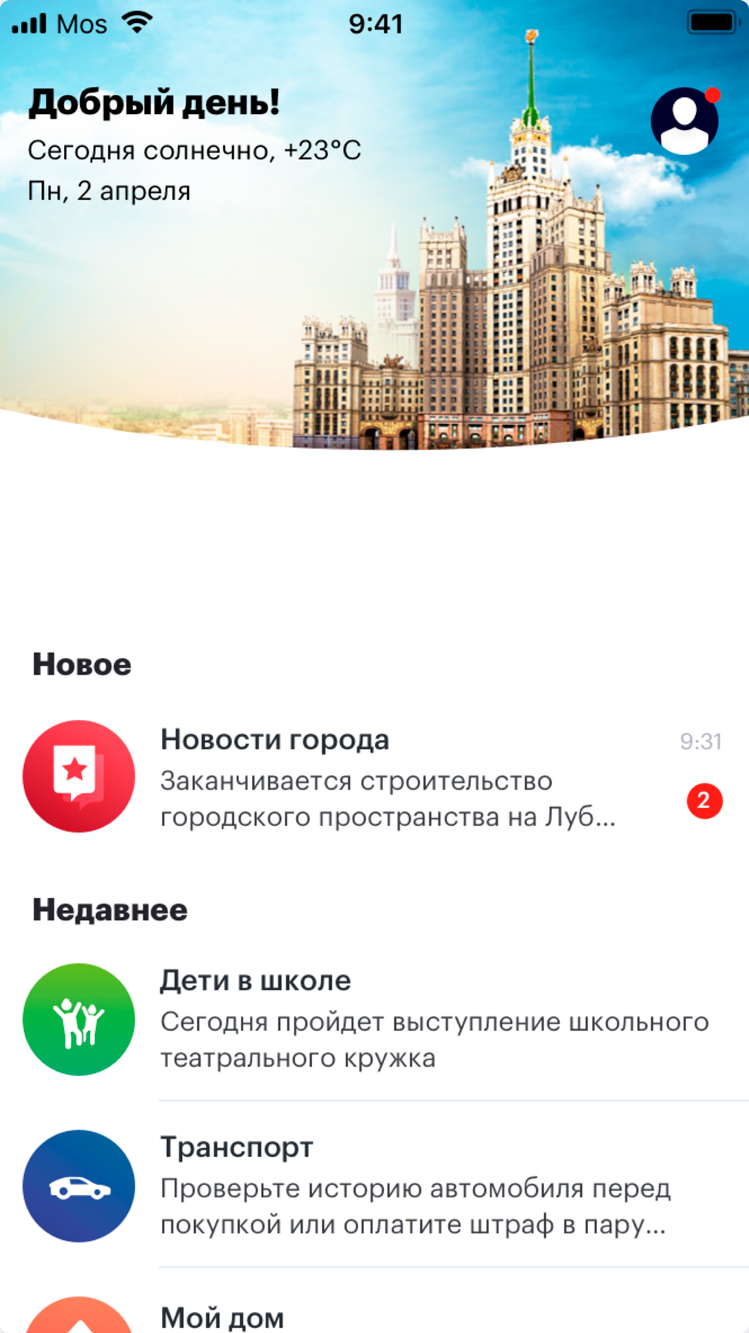 Mos 9:41
Добрый день!
Сегодня солнечно, +23°C
Пн, 2 апреля
Новое
Новости города 9:31
Заканчивается строительство
городского пространства на Луб...
2
Недавнее
Дети в школе
Сегодня пройдет выступление школьного
театрального кружка
Транспорт
Проверьте историю автомобиля перед
покупкой или оплатите штраф в пару...
Мой дом